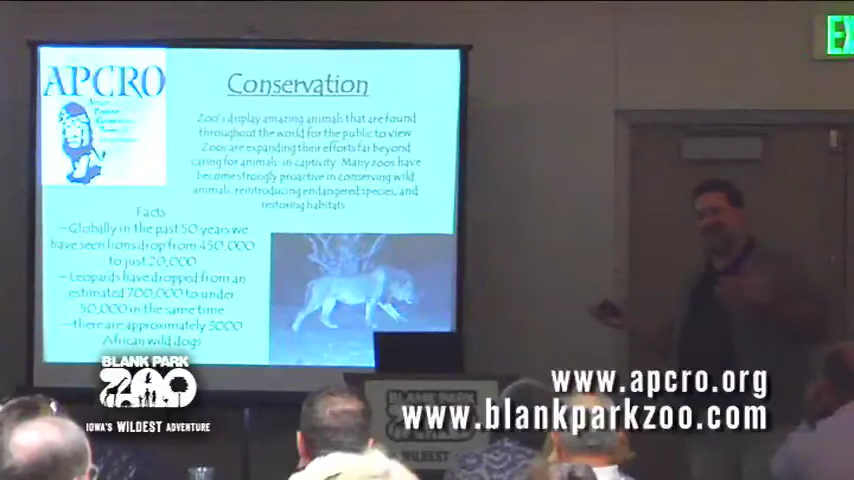 APCRO
Conservation
Zoo's display amazing animals that are found
throughout the world for the public to view
Zoos are expanding their efforts far beyond
caring for animals in captivity. Many zoos have
become strongly proactive in conserving wild
animals, reintroducing endangered species, and
restoring habitats
Facts
– Globally in the past 50 years we
have seen lions drop from 450,000
to just 20,000
– Leopards have dropped from an
estimated 700,000 to under
50,000 in the same time
– there are approximately 3000
African wild dogs
EX
BLANK PARK
ZOO
IOWA'S WILDEST ADVENTURE
BLANK PARK
WILDEST
www.apcro.org
www.blankparkzoo.com